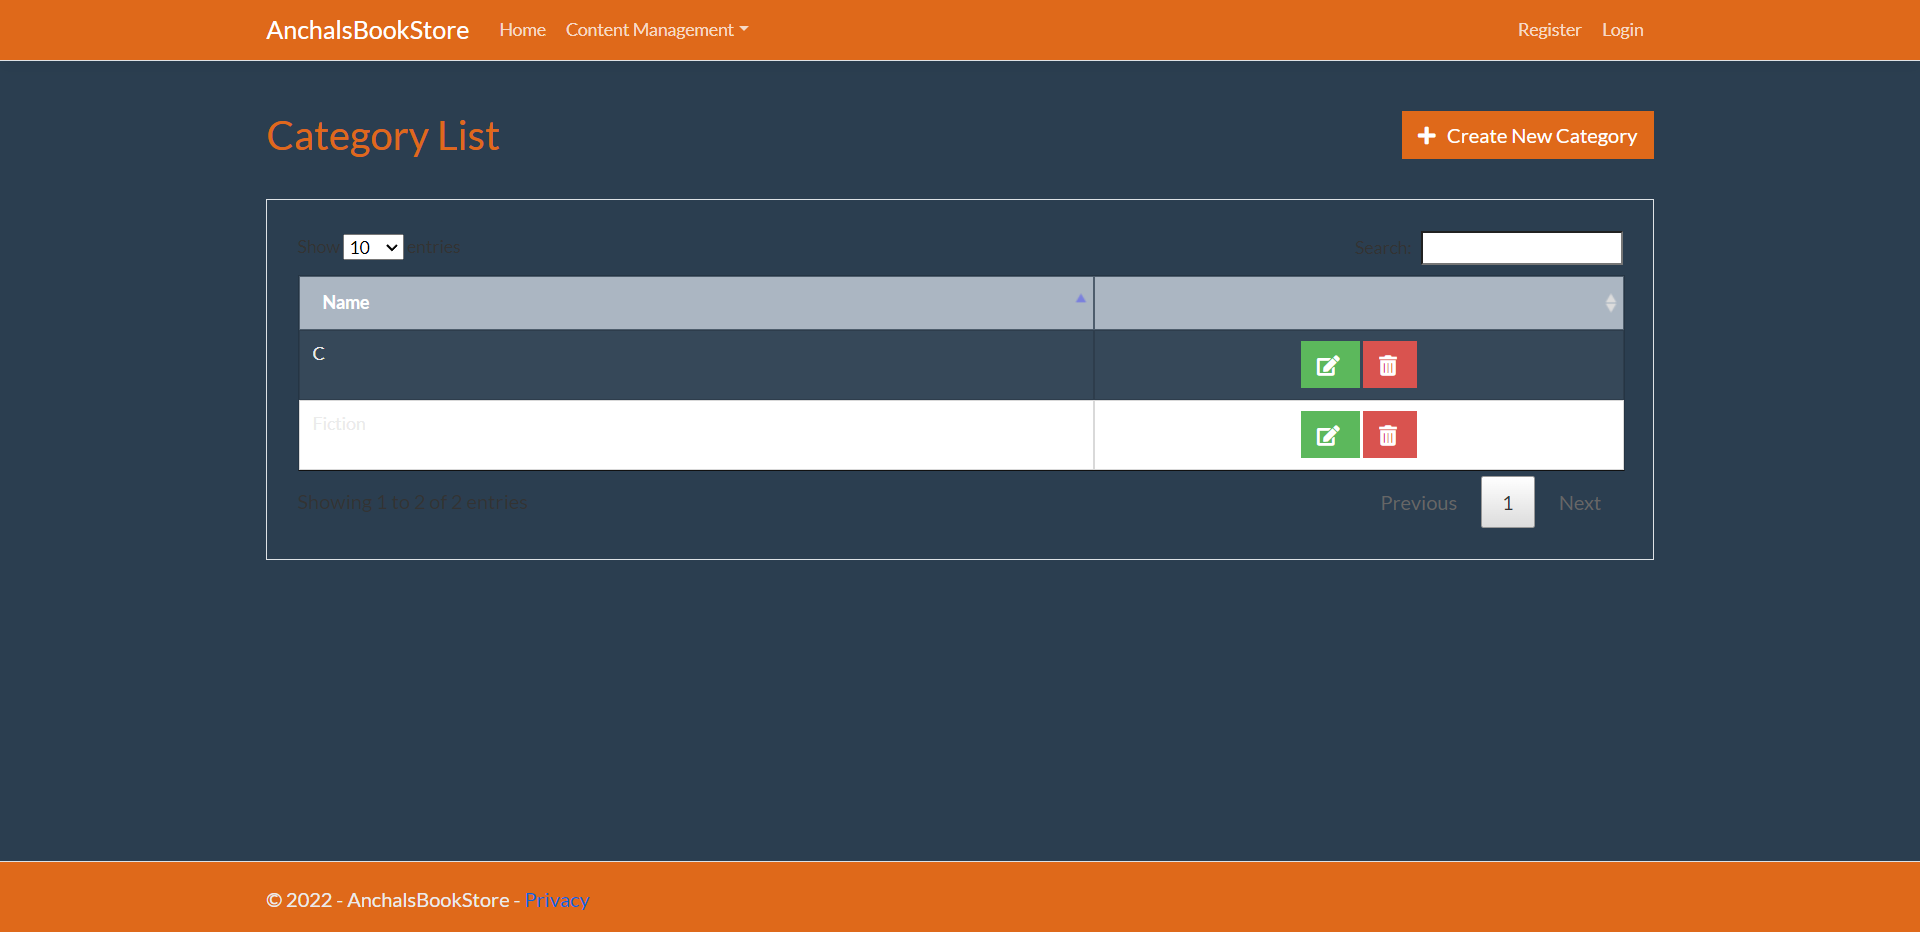 AnchalsBookStore Home Content Management Register Login
Category List
Create New Category
Show 10 entries Search:
Name
C
Fiction
Showing 1 to 2 of 2 entries Previous 1 Next
© 2022 - AnchalsBookStore - Privacy